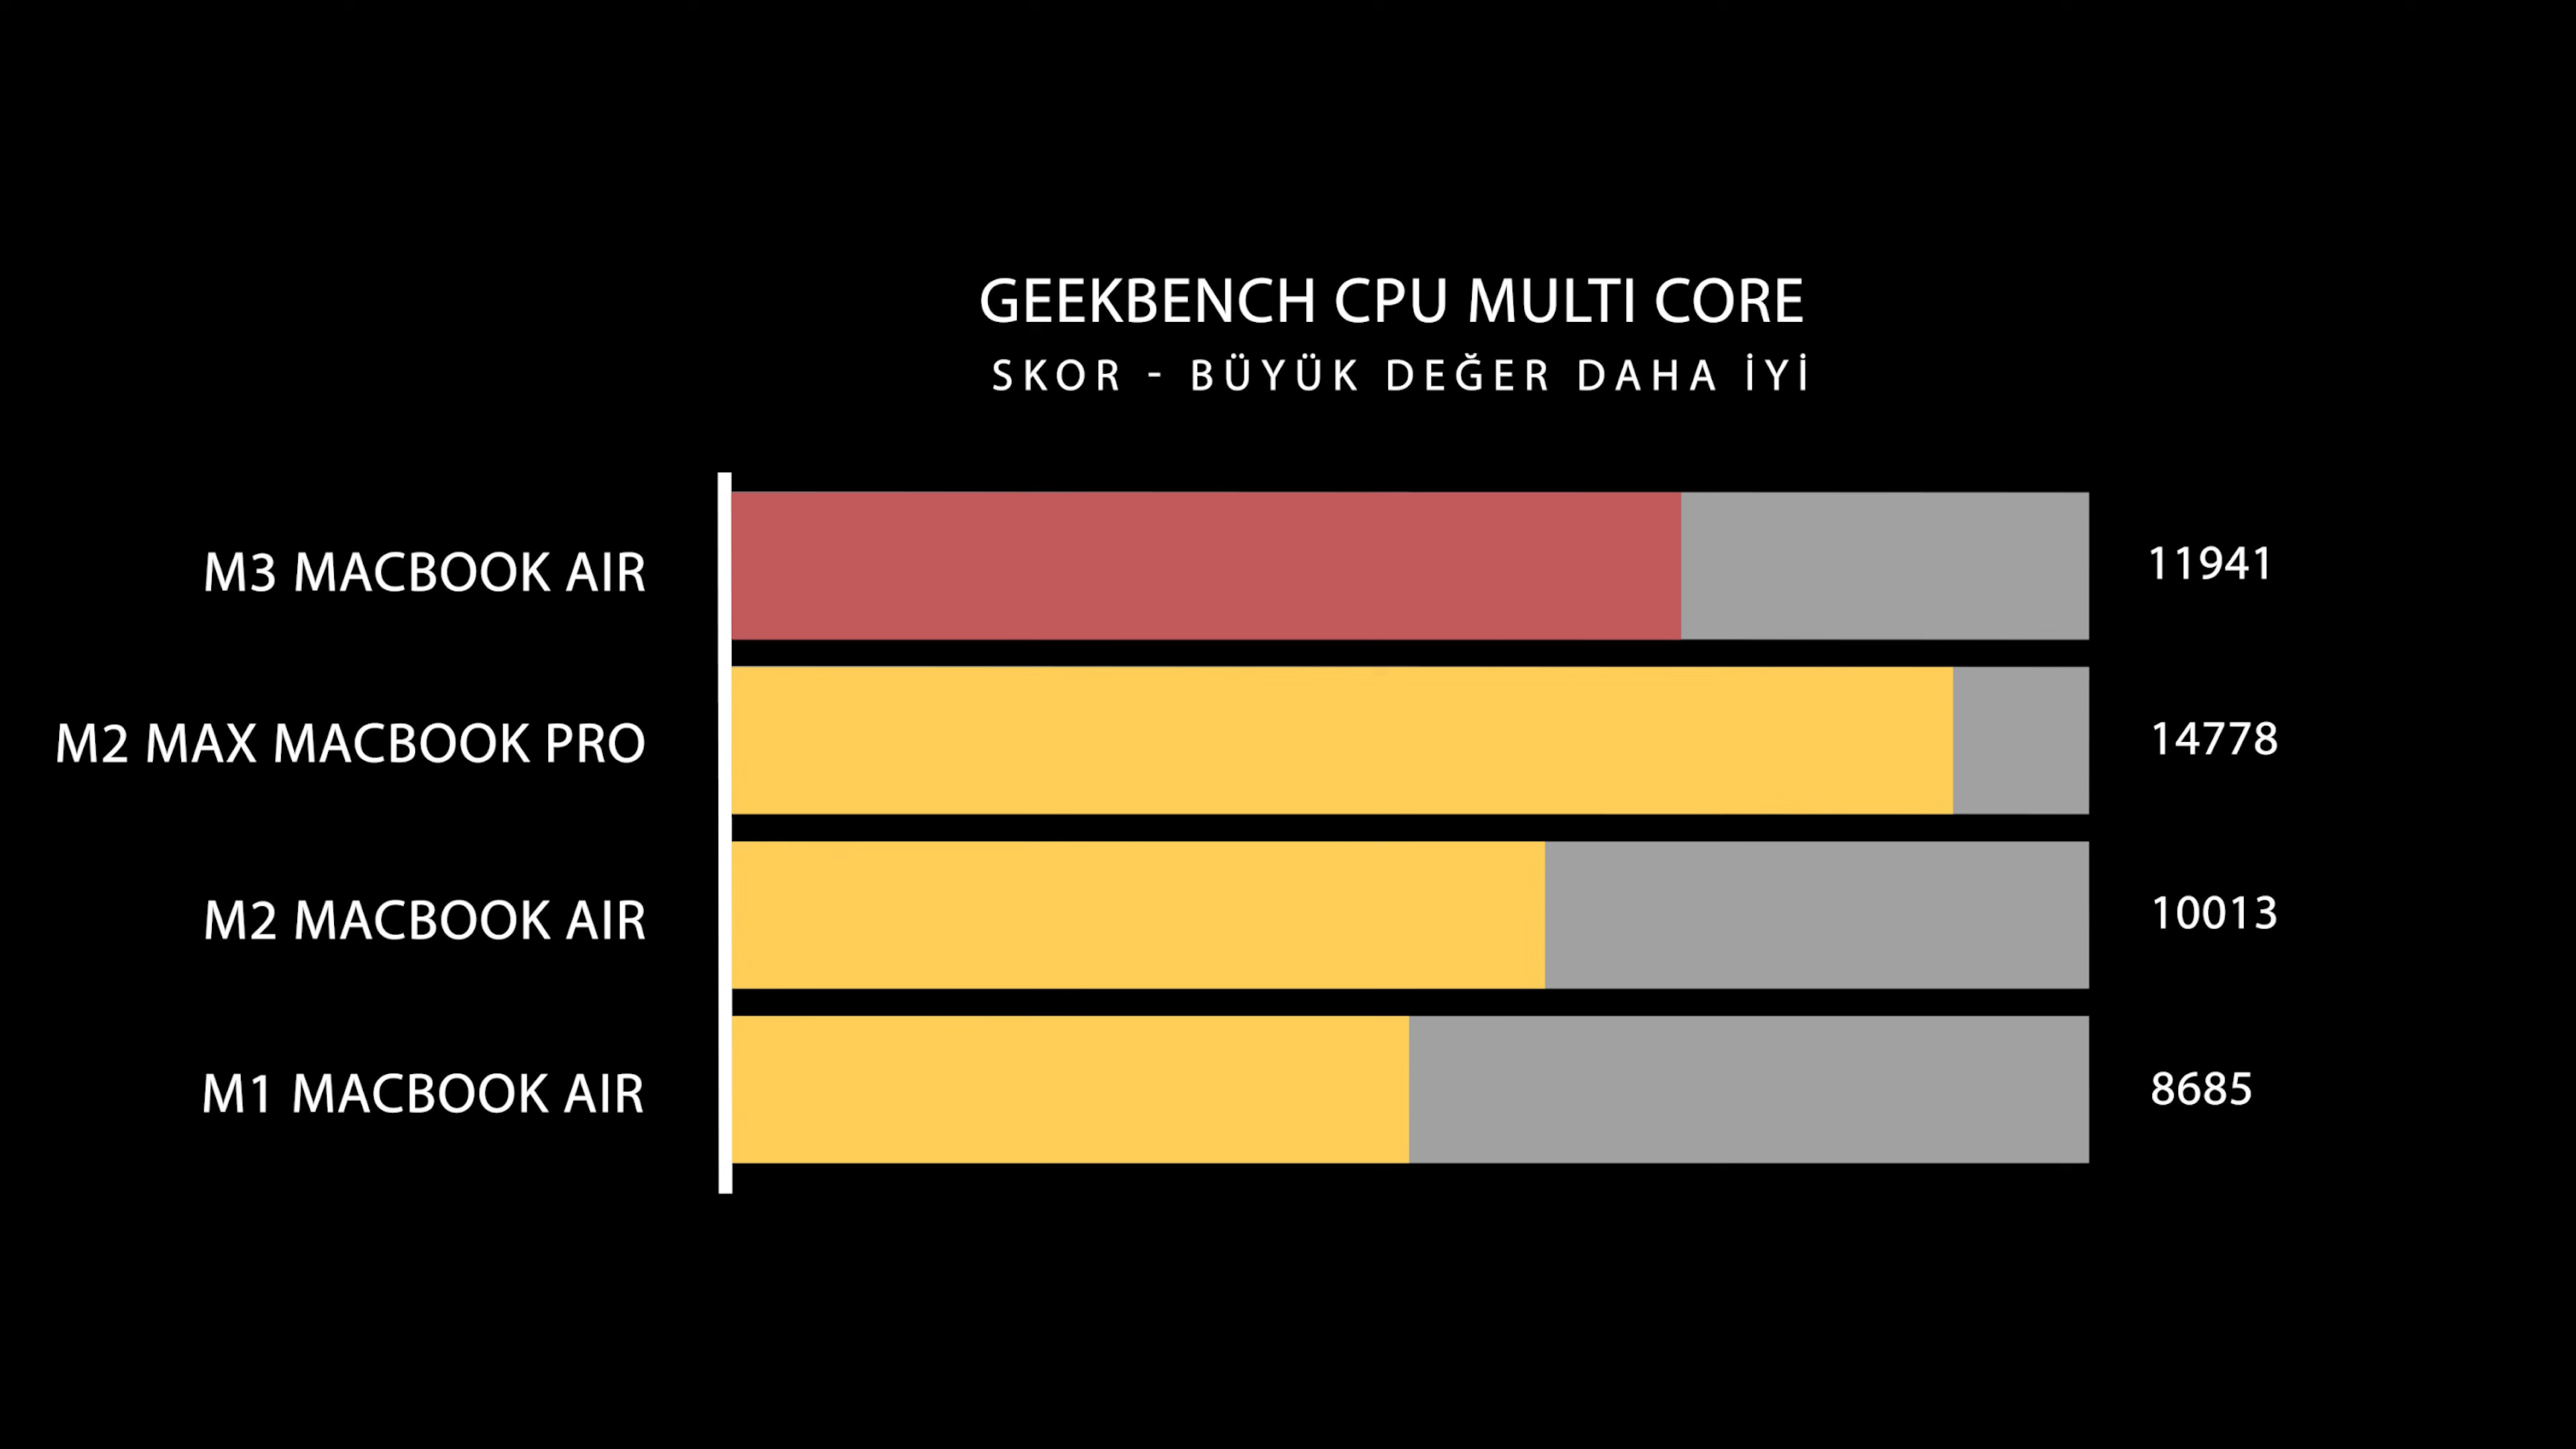 GEEKBENCH CPU MULTI CORE
SKOR - BÜYÜK DEĞER DAHA İYİ
M3 MACBOOK AIR 11941
M2 MAX MACBOOK PRO 14778
M2 MACBOOK AIR 10013
M1 MACBOOK AIR 8685